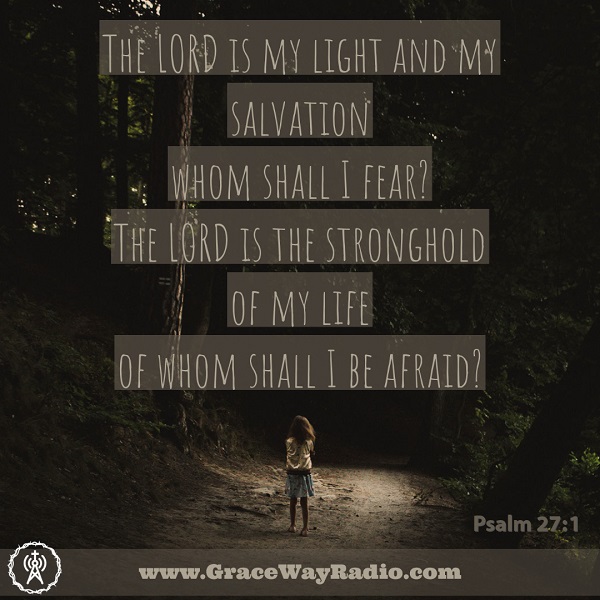 The LORD is my light and my
salvation
whom shall I fear?
The LORD is the stronghold
of my life
of whom shall I be afraid?
Psalm 27:1
www.GraceWayRadio.com